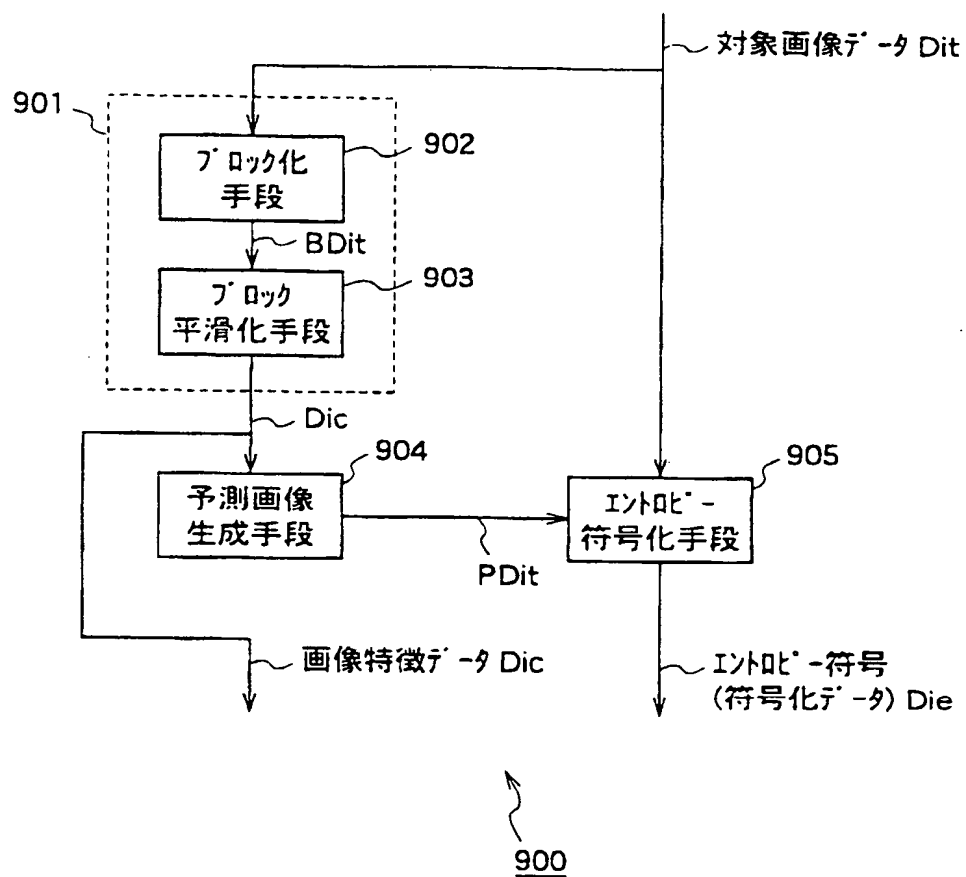 対象画像データ Dit
901
902
ブロック化
手段
BDit
903
ブロック
平滑化手段
Dic
904
905
予測画像
生成手段
エントロピー
符号化手段
PDit
画像特徴データ Dic
エントロピー符号
(符号化データ) Die
900